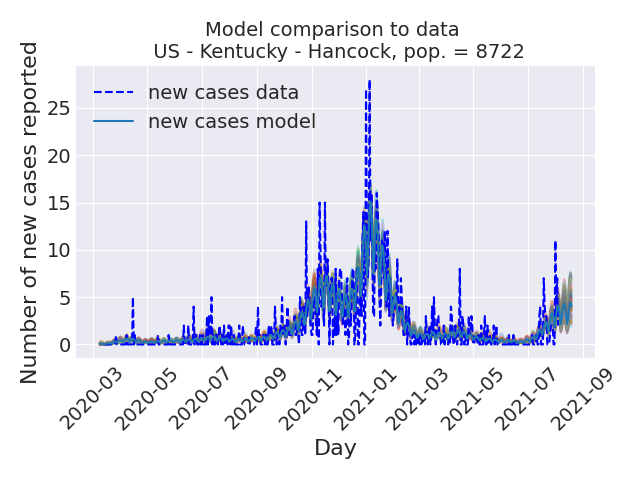 Model comparison to data
US - Kentucky - Hancock, pop. = 8722
Number of new cases reported
new cases data
new cases model
25
20
15
10
5
0
2020-03
2020-05
2020-07
2020-09
2020-11
2021-01
2021-03
2021-05
2021-07
2021-09
Day